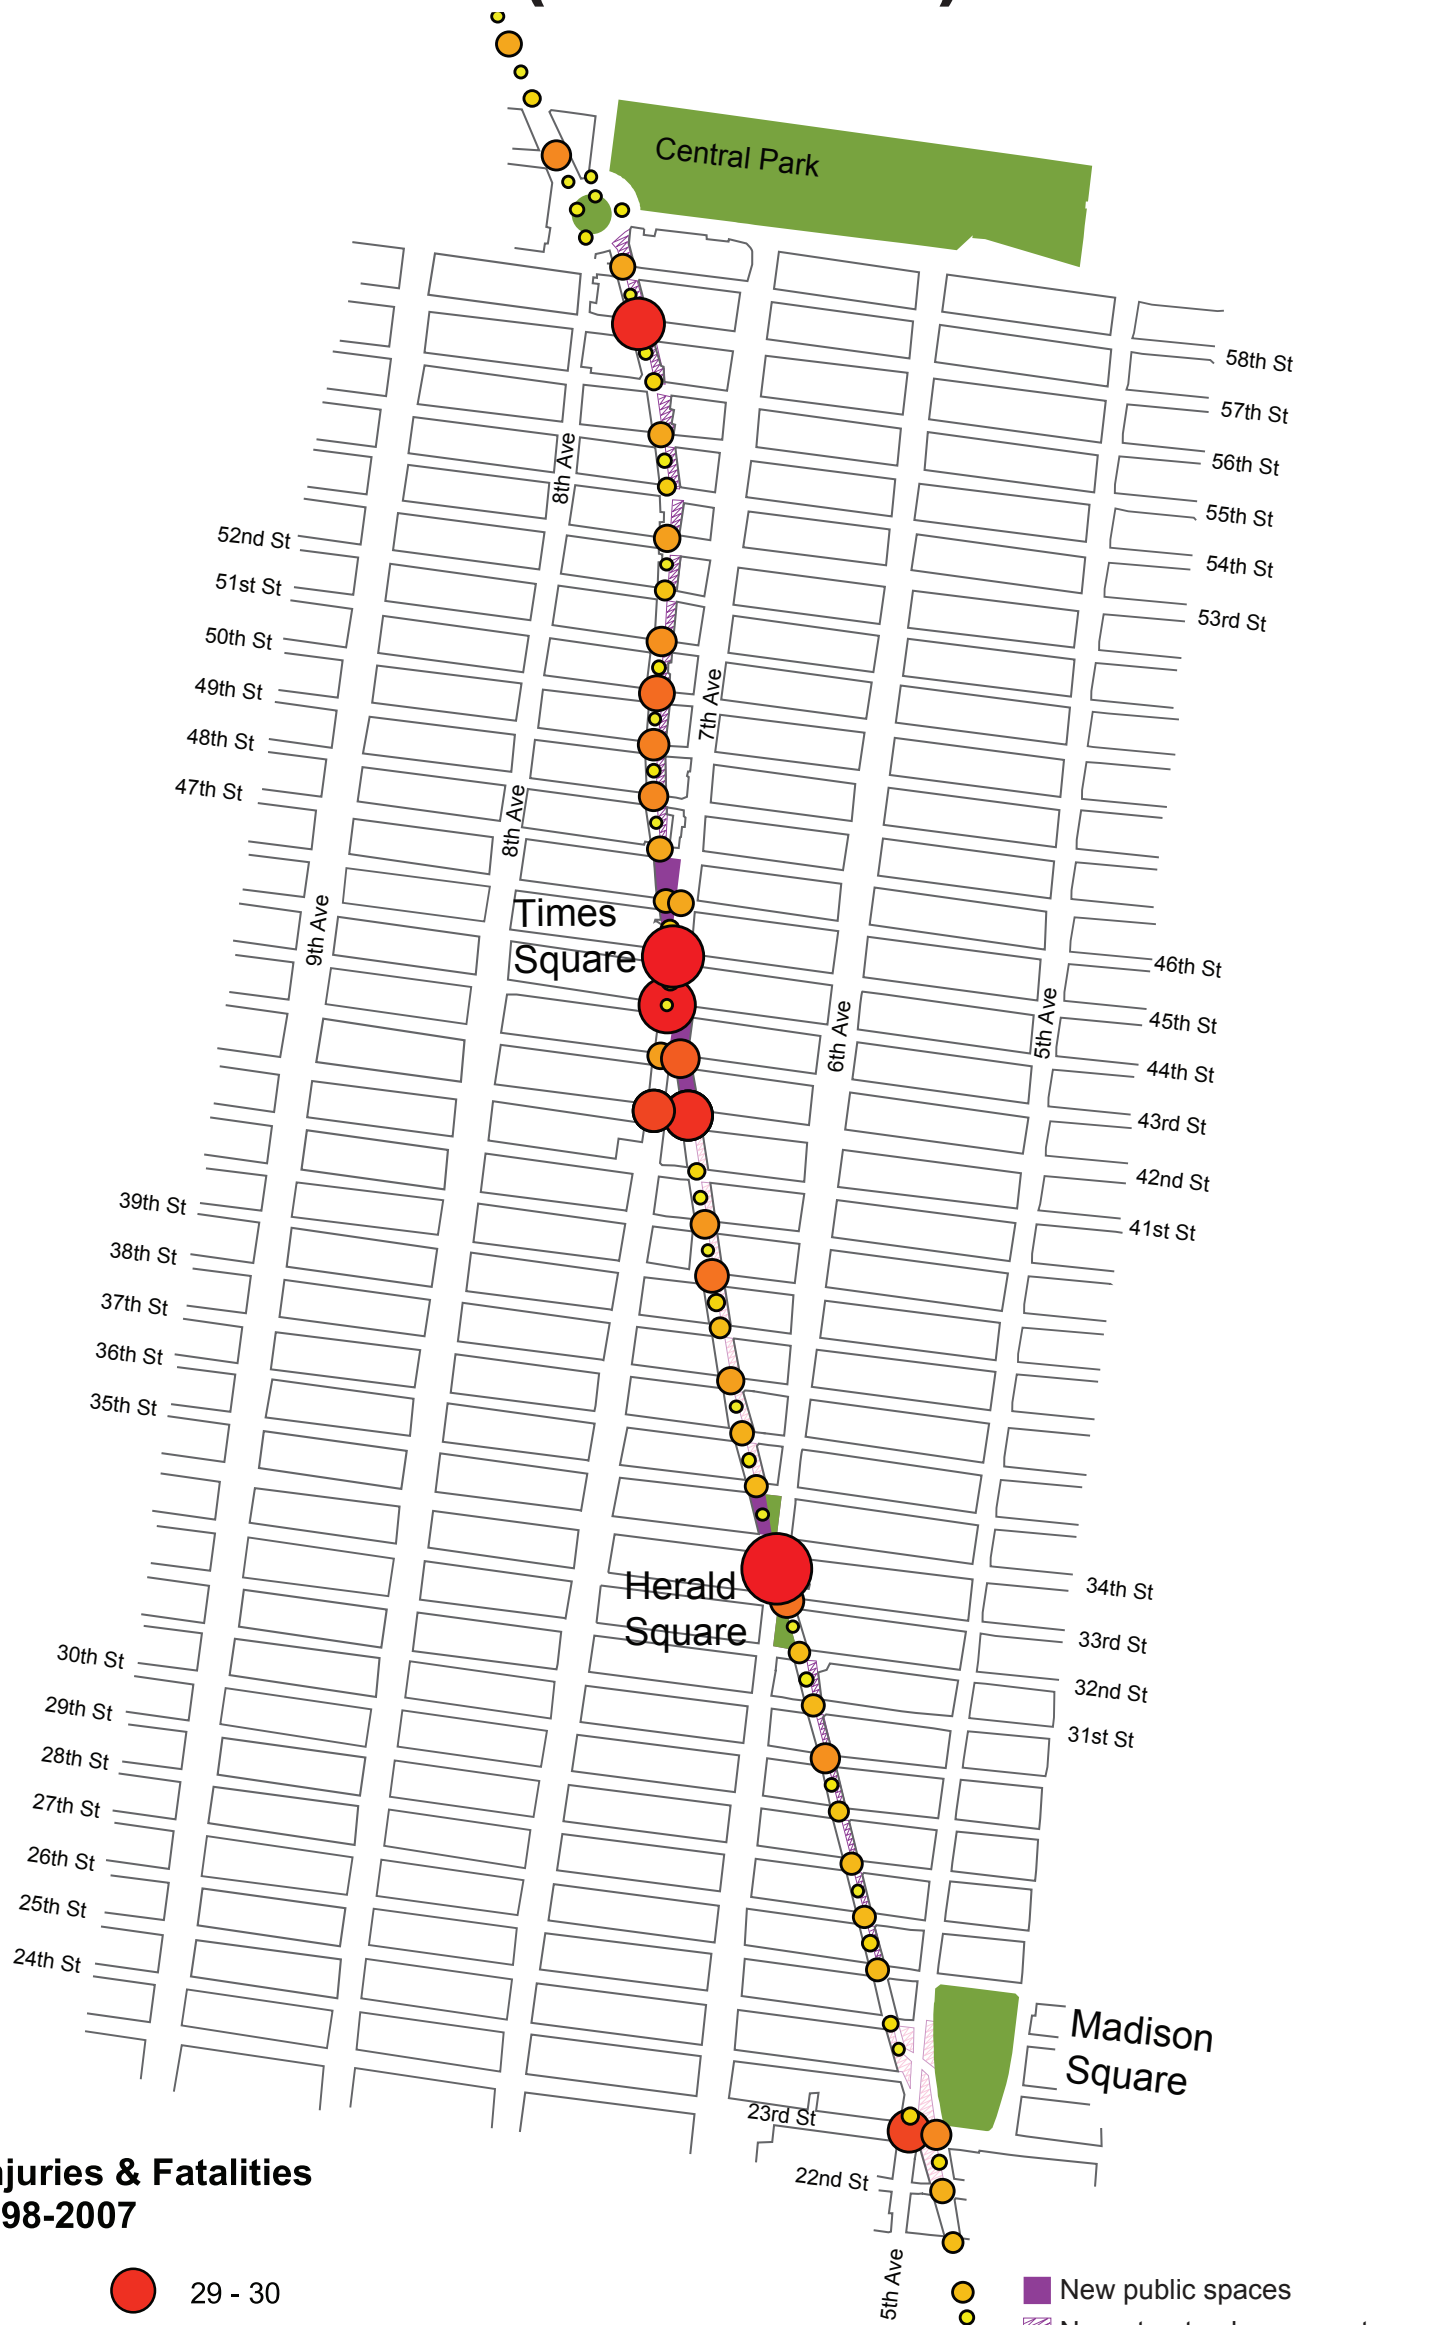 Central Park
58th St
57th St
56th St
8th Ave
55th St
52nd St
54th St
51st St
53rd St
50th St
49th St
7th Ave
48th St
47th St
8th Ave
Times
Square
9th Ave
46th St
45th St
5th Ave
6th Ave
44th St
43rd St
42nd St
39th St
41st St
38th St
37th St
36th St
35th St
Herald
Square
34th St
33rd St
30th St
32nd St
29th St
31st St
28th St
27th St
26th St
25th St
24th St
Madison
Square
23rd St
22nd St
njuries & Fatalities
98-2007
5th Ave
29 - 30
New public spaces